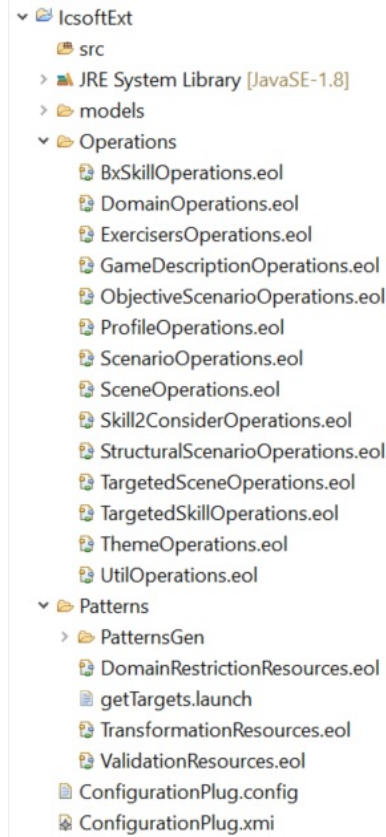 IcsoftExt
src
JRE System Library [JavaSE-1.8]
models
Operations
BxSkillOperations.eol
DomainOperations.eol
ExercisersOperations.eol
GameDescriptionOperations.eol
ObjectiveScenarioOperations.eol
ProfileOperations.eol
ScenarioOperations.eol
SceneOperations.eol
Skill2ConsiderOperations.eol
StructuralScenarioOperations.eol
TargetedSceneOperations.eol
TargetedSkillOperations.eol
ThemeOperations.eol
UtilOperations.eol
Patterns
PatternsGen
DomainRestrictionResources.eol
getTargets.launch
TransformationResources.eol
ValidationResources.eol
ConfigurationPlug.config
ConfigurationPlug.xmi